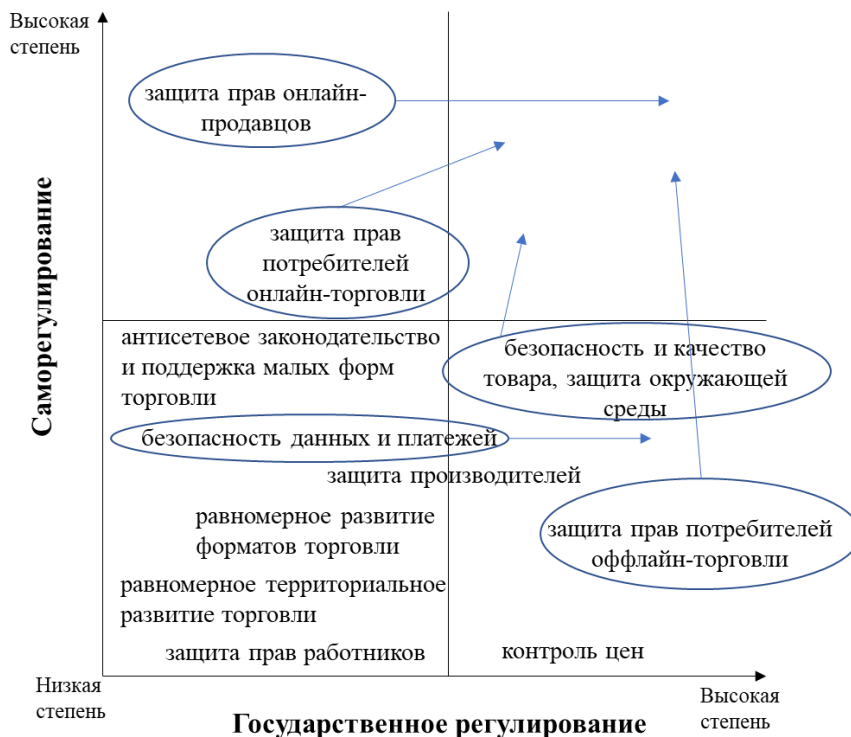 Высокая
степень
защита прав онлайн-
продавцов
защита прав
потребителей
онлайн-торговли
Саморегулирование
антисетевое законодательство
и поддержка малых форм
торговли
безопасность и качество
товара, защита окружающей
среды
безопасность данных и платежей
защита производителей
равномерное развитие
форматов торговли
защита прав потребителей
оффлайн-торговли
равномерное территориальное
развитие торговли
защита прав работников
контроль цен
Низкая
степень
Государственное регулирование
Высокая
степень